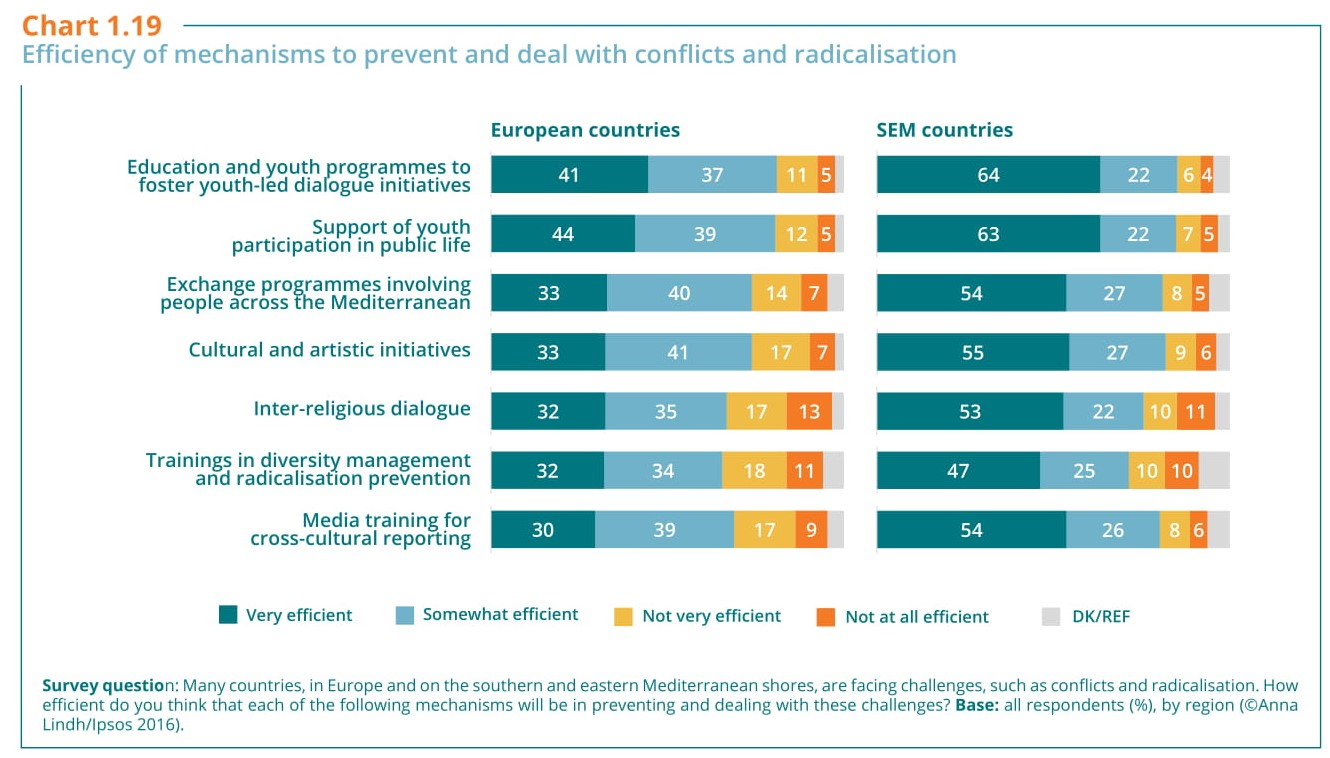 Chart 1.19
Efficiency of mechanisms to prevent and deal with conflicts and radicalisation
European countries
SEM countries
Education and youth programmes to
foster youth-led dialogue initiatives
41 37 11 5
64 22 6 4
Support of youth
participation in public life
44 39 12 5
63 22 7 5
Exchange programmes involving
people across the Mediterranean
33 40 14 7
54 27 8 5
Cultural and artistic initiatives
33 41 17 7
55 27 9 6
Inter-religious dialogue
32 35 17 13
53 22 10 11
Trainings in diversity management
and radicalisation prevention
32 34 18 11
47 25 10 10
Media training for
cross-cultural reporting
30 39 17 9
54 26 8 6
Very efficient
Somewhat efficient
Not very efficient
Not at all efficient
DK/REF
Survey question: Many countries, in Europe and on the southern and eastern Mediterranean shores, are facing challenges, such as conflicts and radicalisation. How
efficient do you think that each of the following mechanisms will be in preventing and dealing with these challenges? Base: all respondents (%), by region (©Anna
Lindh/Ipsos 2016).